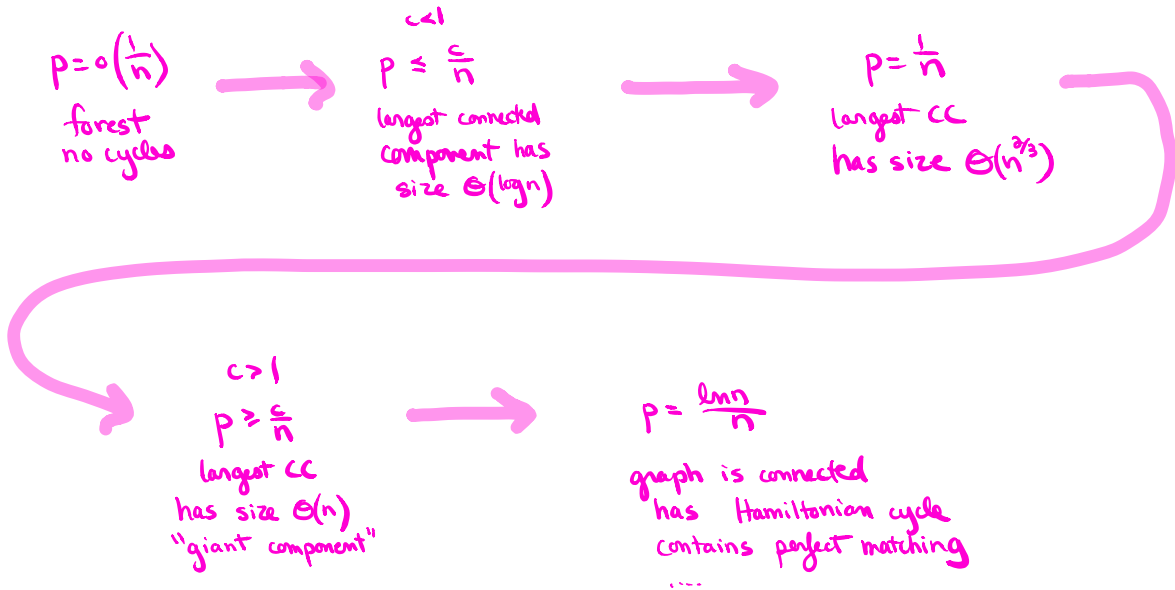 p = o(1/n)
forest
no cycles
c<1
p ≤ c/n
largest connected
component has
size Θ(log n)
p = 1/n
largest CC
has size Θ(n^2/3)
c>1
p ≥ c/n
largest CC
has size Θ(n)
"giant component"
p = ln n/n
graph is connected
has Hamiltonian cycle
contains perfect matching
....